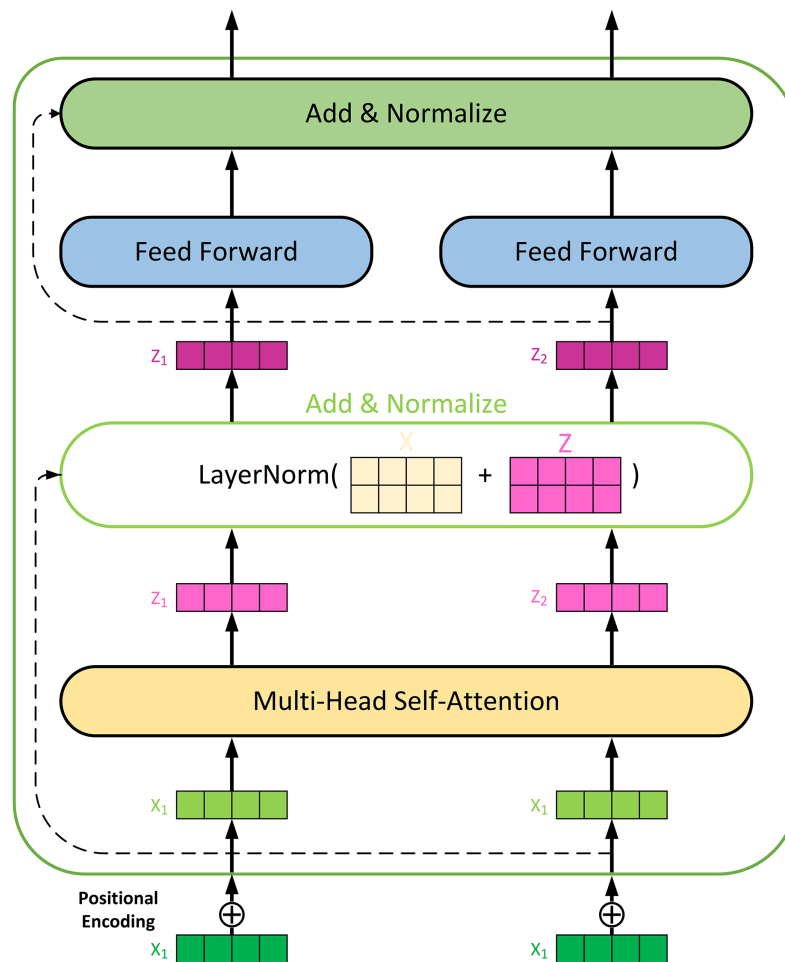 Add & Normalize
Feed Forward Feed Forward
Z₁ Z₂
Add & Normalize
X Z
LayerNorm( + )
Z₁ Z₂
Multi-Head Self-Attention
X₁ X₁
Positional
Encoding
X₁ X₁